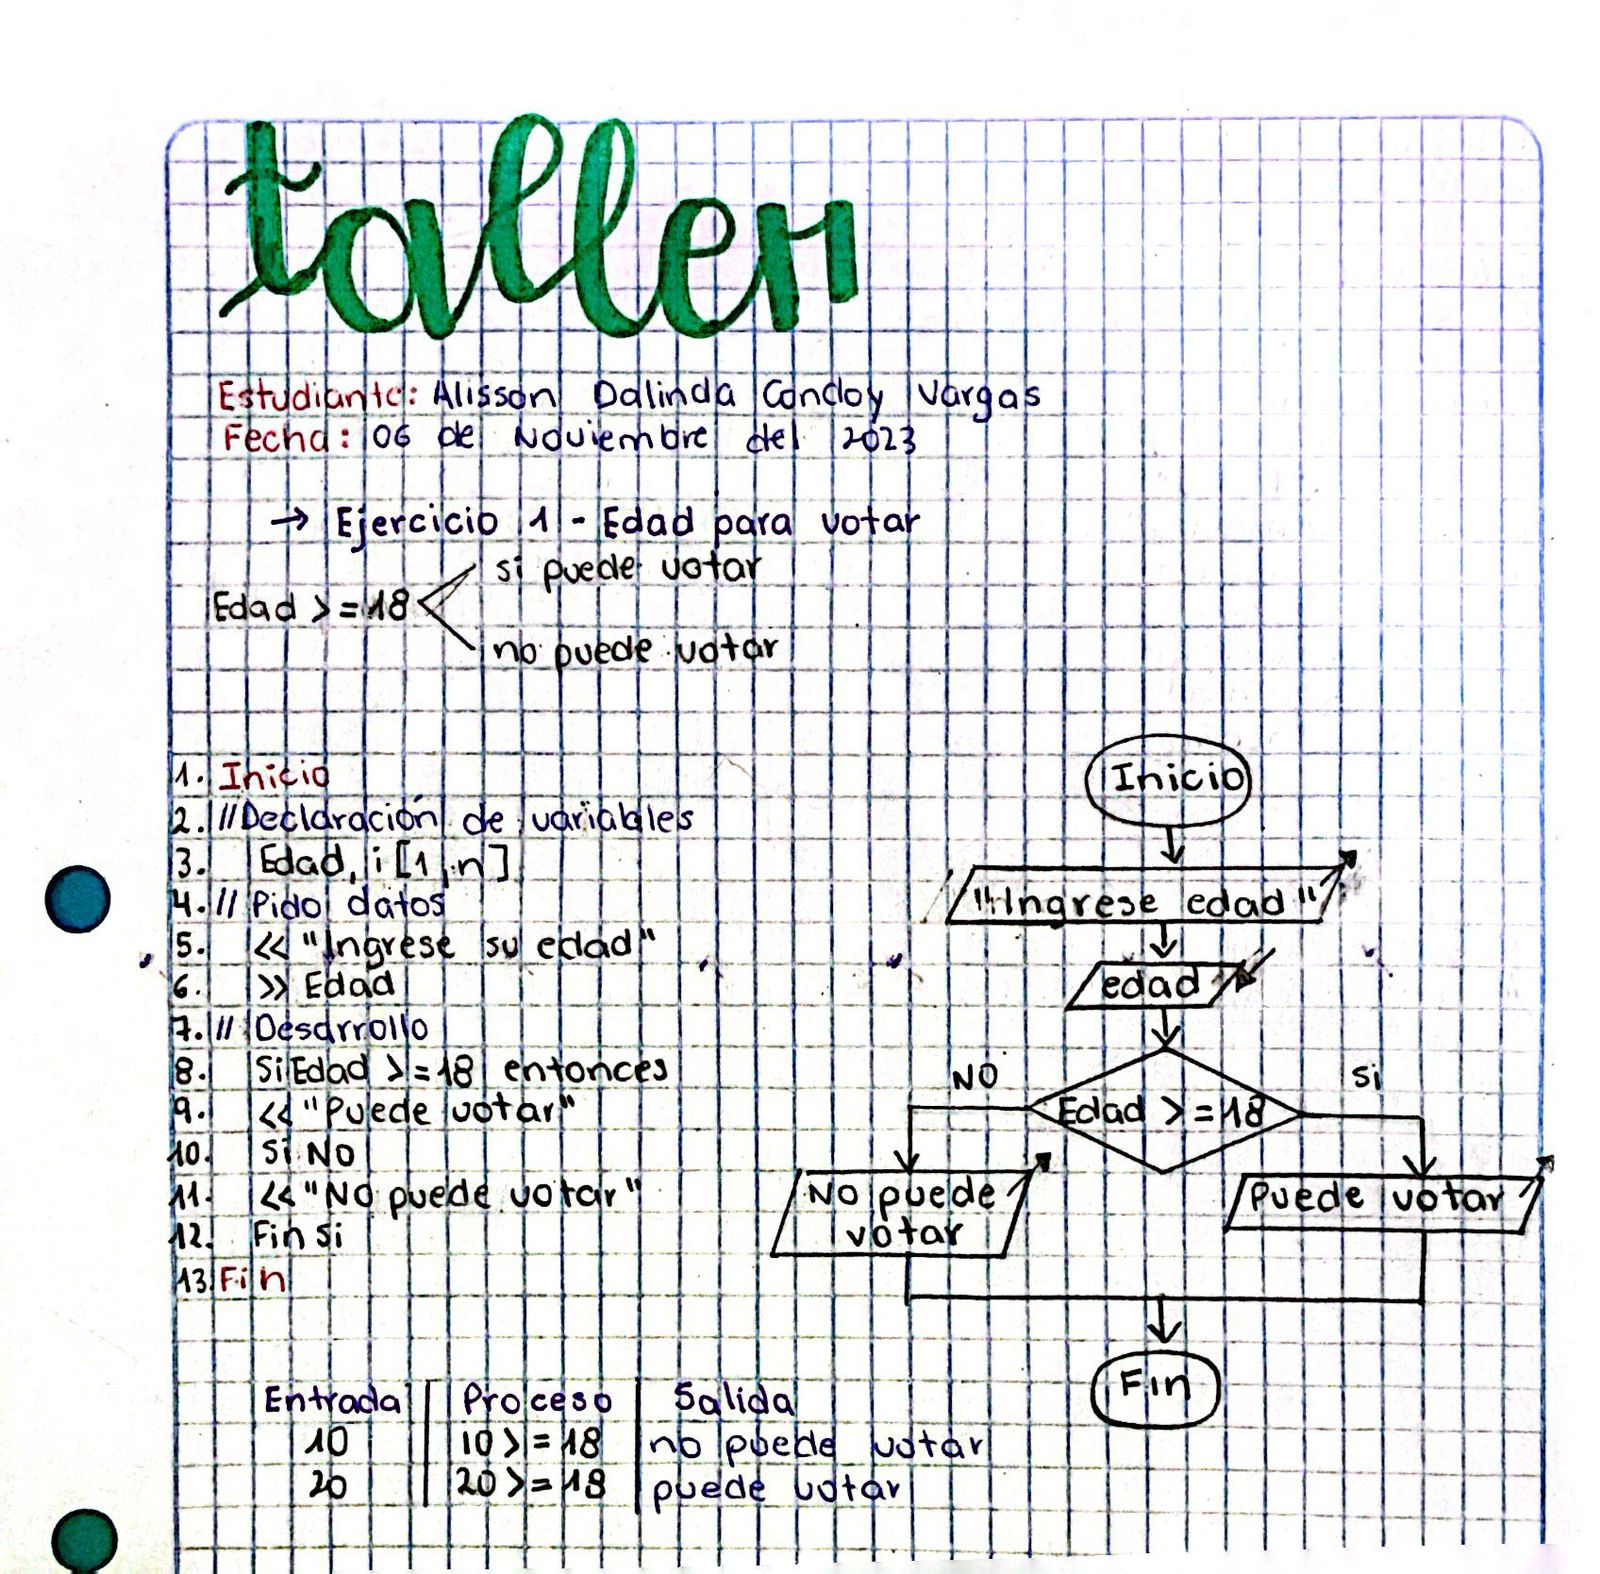 taller
Estudiante: Alisson Dalinda Condoy Vargas
Fecha: 06 de Noviembre del 2023
→ Ejercicio 1 - Edad para votar
si puede votar
Edad >=18
no puede votar
1. Inicio
2. //Declaración de variables
3. Edad, i [1,n]
4. // Pido datos
5. << "Ingrese su edad"
6. >> Edad
7. // Desarrollo
8. Si Edad >=18 entonces
9. << "Puede votar"
10. Si NO
11. << "No puede votar"
12. Fin si
13. Fin
Inicio
"Ingrese edad"
edad
NO
Si
Edad >=18
No puede
votar
Puede votar
Fin
Entrada Proceso Salida
10 10>=18 no puede votar
20 20>=18 puede votar